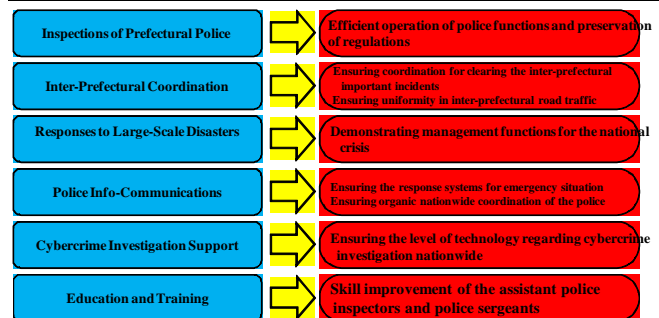 Inspections of Prefectural Police
Efficient operation of police functions and preservation
of regulations
Inter-Prefectural Coordination
Ensuring coordination for clearing the inter-prefectural
important incidents
Ensuring uniformity in inter-prefectural road traffic
Responses to Large-Scale Disasters
Demonstrating management functions for the national
crisis
Police Info-Communications
Ensuring the response systems for emergency situation
Ensuring organic nationwide coordination of the police
Cybercrime Investigation Support
Ensuring the level of technology regarding cybercrime
investigation nationwide
Education and Training
Skill improvement of the assistant police
inspectors and police sergeants